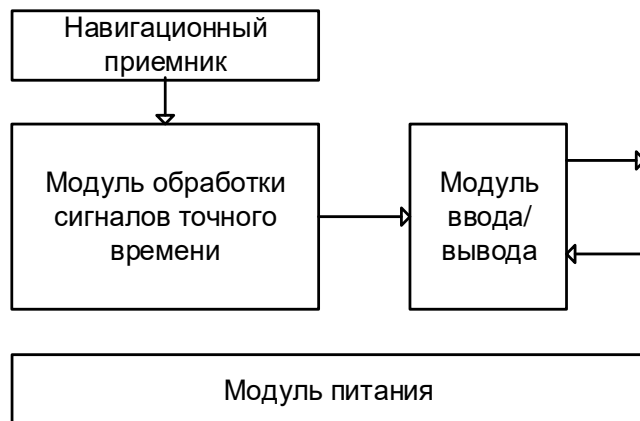 Навигационный
приемник
Модуль обработки
сигналов точного
времени
Модуль
ввода/
вывода
Модуль питания